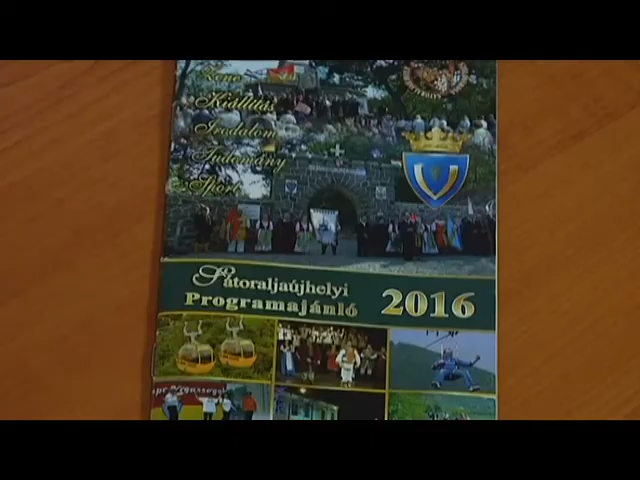 Zene
Kiállítás
Irodalom
Tudomány
Sport
Sátoraljaújhelyi
Programajánló
2016